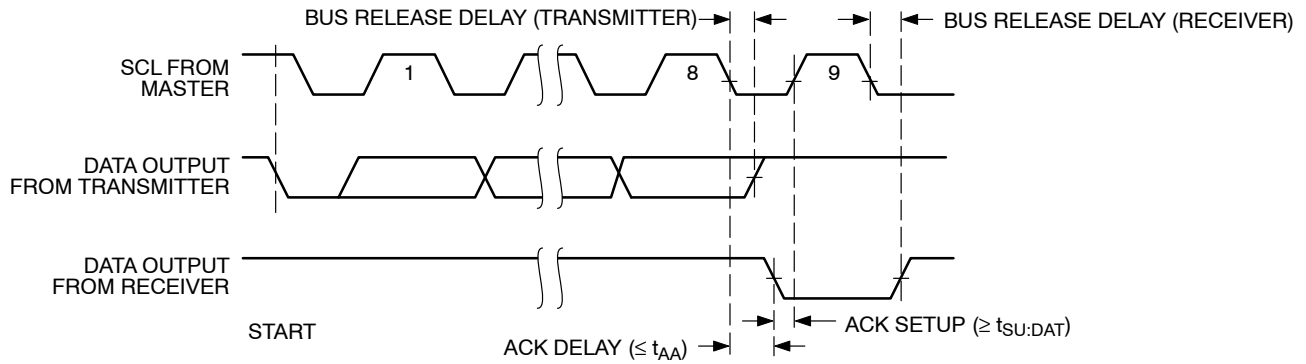 BUS RELEASE DELAY (TRANSMITTER)
BUS RELEASE DELAY (RECEIVER)
SCL FROM
MASTER
1
8
9
DATA OUTPUT
FROM TRANSMITTER
DATA OUTPUT
FROM RECEIVER
START
ACK SETUP (≥ tSU:DAT)
ACK DELAY (≤ tAA)